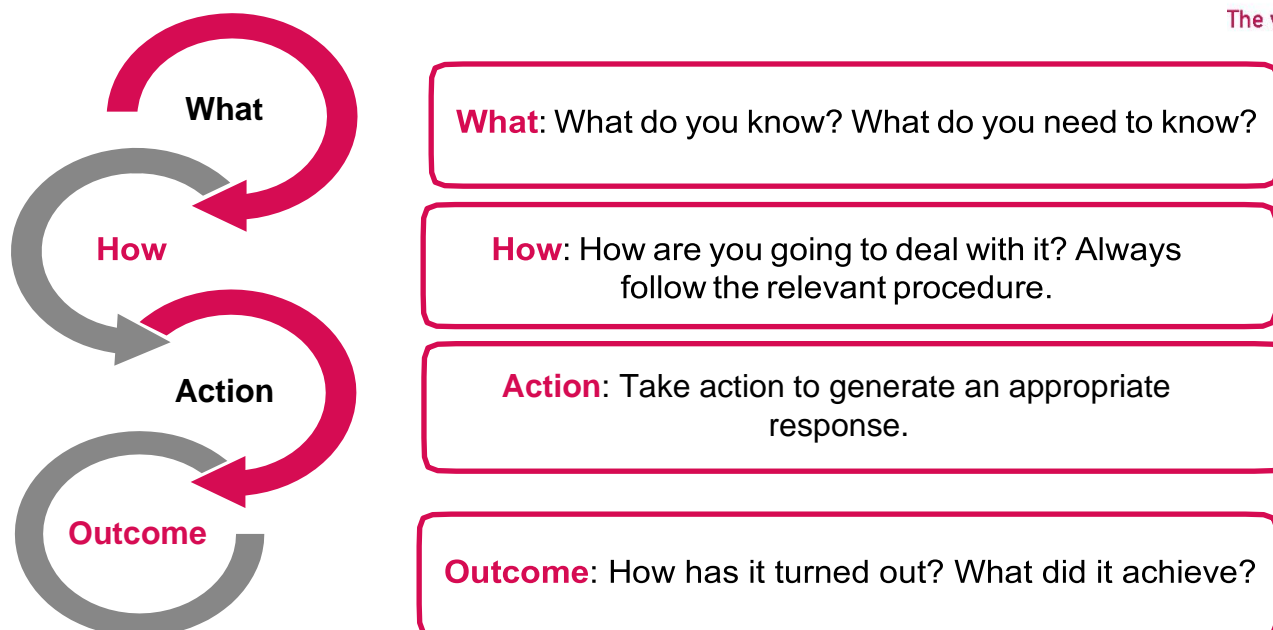 The
What
What: What do you know? What do you need to know?
How
How: How are you going to deal with it? Always
follow the relevant procedure.
Action
Action: Take action to generate an appropriate
response.
Outcome
Outcome: How has it turned out? What did it achieve?